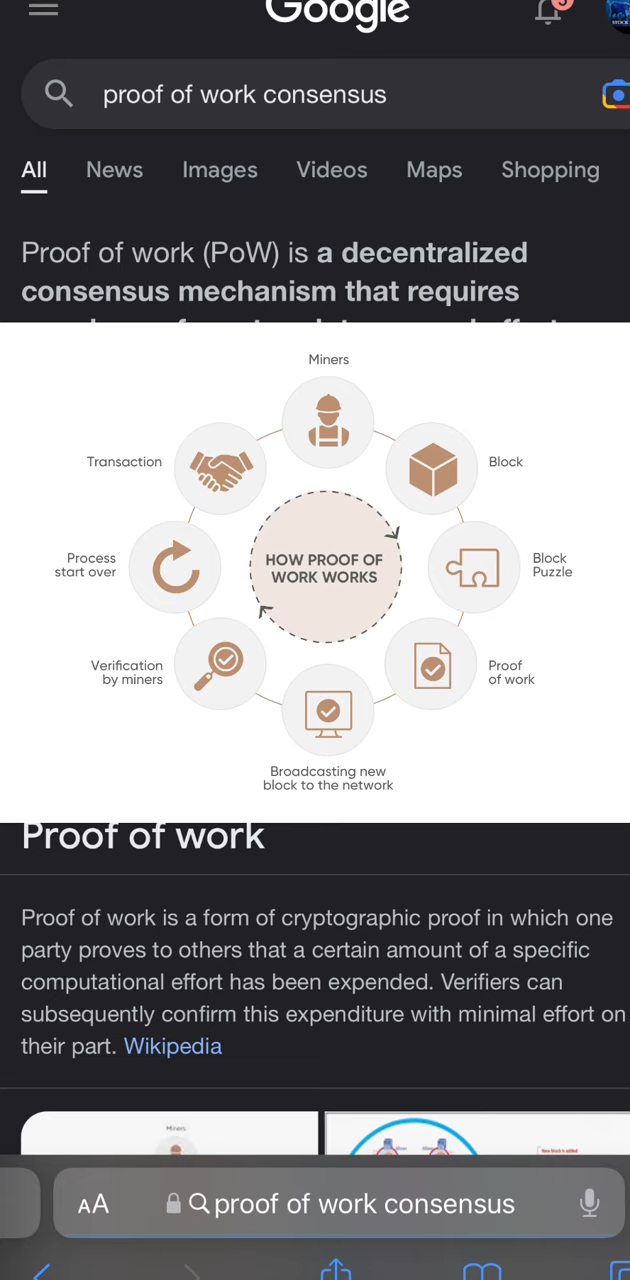 Google
3
proof of work consensus
All News Images Videos Maps Shopping
Proof of work (PoW) is a decentralized
consensus mechanism that requires
Miners
Transaction
Block
Process
start over
HOW PROOF OF
WORK WORKS
Block
Puzzle
Verification
by miners
Proof
of work
Broadcasting new
block to the network
Proof of work
Proof of work is a form of cryptographic proof in which one
party proves to others that a certain amount of a specific
computational effort has been expended. Verifiers can
subsequently confirm this expenditure with minimal effort on
their part. Wikipedia
Miners
AA proof of work consensus